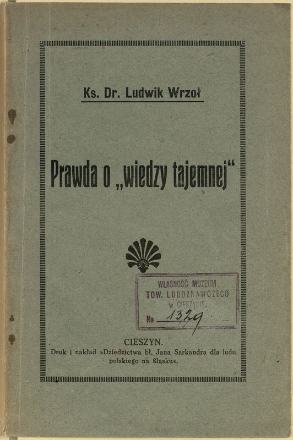 Ks. Dr. Ludwik Wrzoł
Prawda o „wiedzy tajemnej“
WŁASNOŚĆ MUZEUM
TOW. LUDOZNAWCZEGO
w CIESZYNIE.
No 1329
CIESZYN.
Druk i nakład »Dziedzictwa bł. Jana Sarkandra dla ludu
polskiego na Śląsku«.